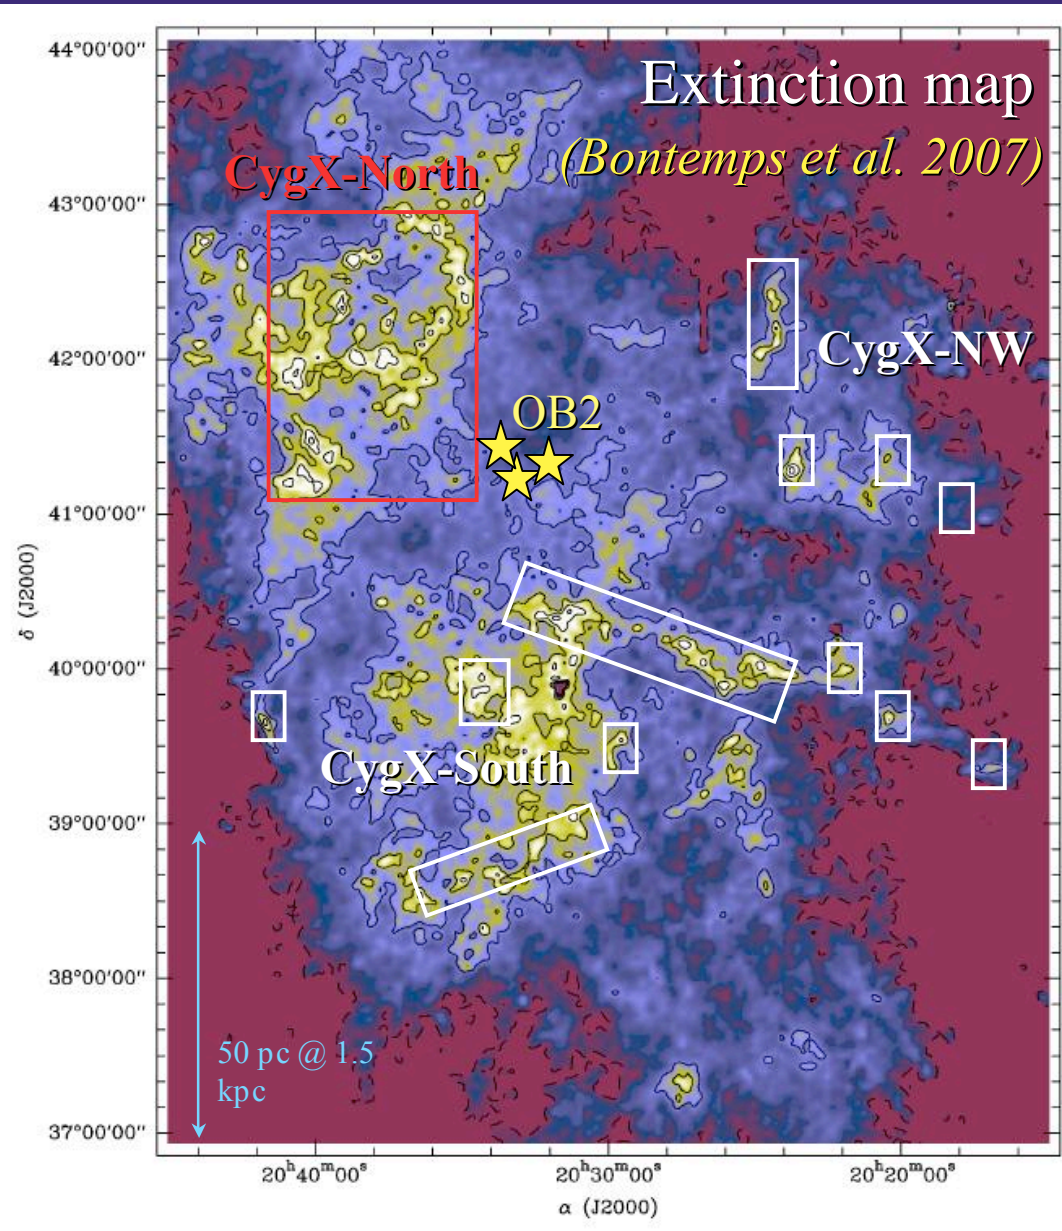 44°00'00"
Extinction map
(Bontemps et al. 2007)
CygX-North
43°00'00"
CygX-NW
42°00'00"
OB2
41°00'00"
δ (J2000)
40°00'00"
CygX-South
39°00'00"
38°00'00"
50 pc @ 1.5
kpc
37°00'00"
20ʰ40ᵐ00ˢ 20ʰ30ᵐ00ˢ 20ʰ20ᵐ00ˢ
α (J2000)